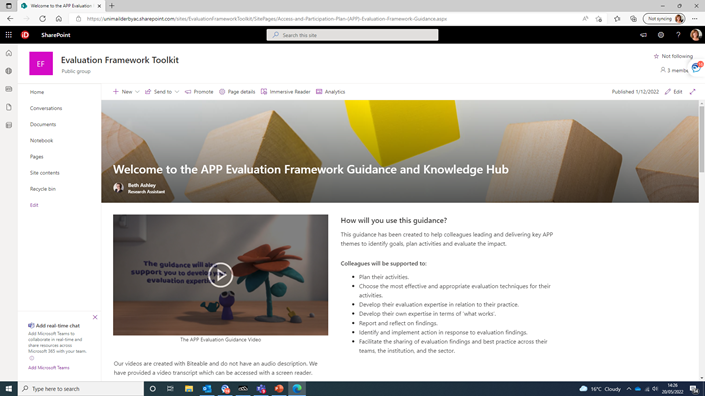 Welcome to the APP Evaluation F
https://unimailderbyac.sharepoint.com/sites/EvaluationFrameworkToolkit/SitePages/Access-and-Participation-Plan-(APP)-Evaluation-Framework-Guidance.aspx
Not syncing
SharePoint
Search this site
EF
Evaluation Framework Toolkit
Public group
Not following
3 membe
Home
Conversations
Documents
Notebook
Pages
Site contents
Recycle bin
Edit
New
Send to
Promote
Page details
Immersive Reader
Analytics
Published 1/12/2022
Edit
Welcome to the APP Evaluation Framework Guidance and Knowledge Hub
Beth Ashley
Research Assistant
The guidance will als
support you to develo
evaluation expertis
The APP Evaluation Guidance Video
Our videos are created with Biteable and do not have an audio description. We
have provided a video transcript which can be accessed with a screen reader.
How will you use this guidance?
This guidance has been created to help colleagues leading and delivering key APP
themes to identify goals, plan activities and evaluate the impact.
Colleagues will be supported to:
Plan their activities.
Choose the most effective and appropriate evaluation techniques for their
activities.
Develop their evaluation expertise in relation to their practice.
Develop their own expertise in terms of 'what works'.
Report and reflect on findings.
Identify and implement action in response to evaluation findings.
Facilitate the sharing of evaluation findings and best practice across their
teams, the institution, and the sector.
Add real-time chat
Add Microsoft Teams to
collaborate in real-time and
share resources across
Microsoft 365 with your team.
Add Microsoft Teams
Type here to search
16°C Cloudy
14:26
20/05/2022